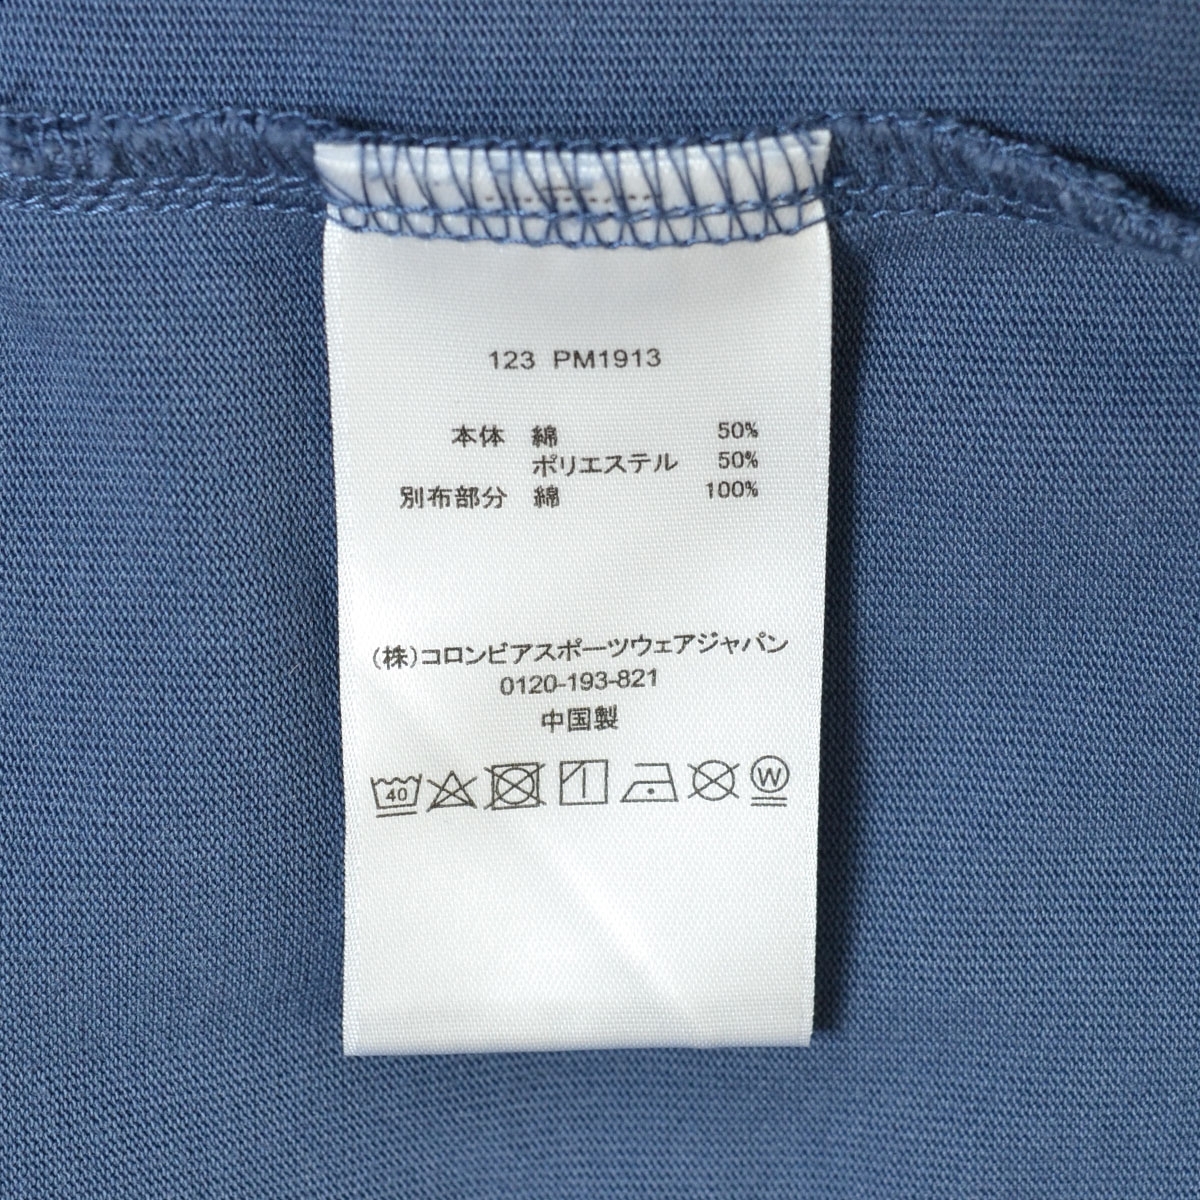 123 PM1913
本体 綿 50%
ポリエステル 50%
別布部分 綿 100%
(株)コロンビアスポーツウェアジャパン
0120-193-821
中国製
40 W